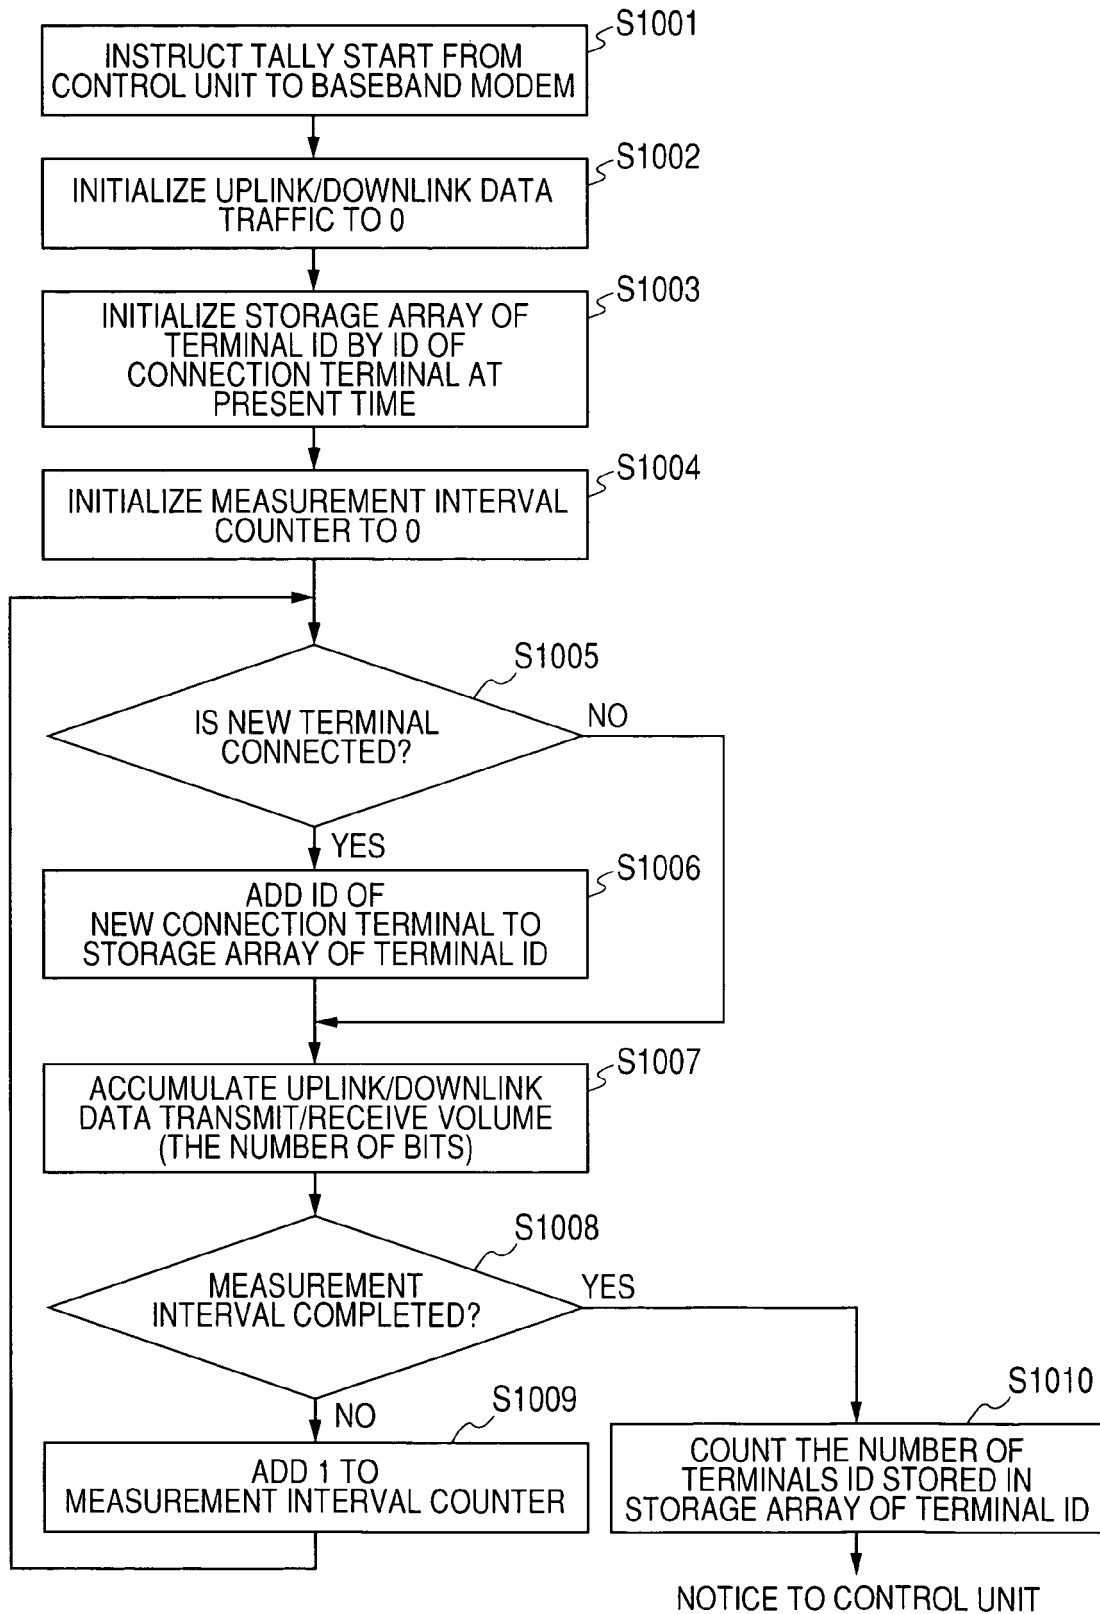 S1001
INSTRUCT TALLY START FROM
CONTROL UNIT TO BASEBAND MODEM
S1002
INITIALIZE UPLINK/DOWNLINK DATA
TRAFFIC TO 0
S1003
INITIALIZE STORAGE ARRAY OF
TERMINAL ID BY ID OF
CONNECTION TERMINAL AT
PRESENT TIME
S1004
INITIALIZE MEASUREMENT INTERVAL
COUNTER TO 0
S1005
IS NEW TERMINAL
CONNECTED?
NO
YES
S1006
ADD ID OF
NEW CONNECTION TERMINAL TO
STORAGE ARRAY OF TERMINAL ID
S1007
ACCUMULATE UPLINK/DOWNLINK
DATA TRANSMIT/RECEIVE VOLUME
(THE NUMBER OF BITS)
S1008
MEASUREMENT
INTERVAL COMPLETED?
YES
NO
S1009
ADD 1 TO
MEASUREMENT INTERVAL COUNTER
S1010
COUNT THE NUMBER OF
TERMINALS ID STORED IN
STORAGE ARRAY OF TERMINAL ID
NOTICE TO CONTROL UNIT